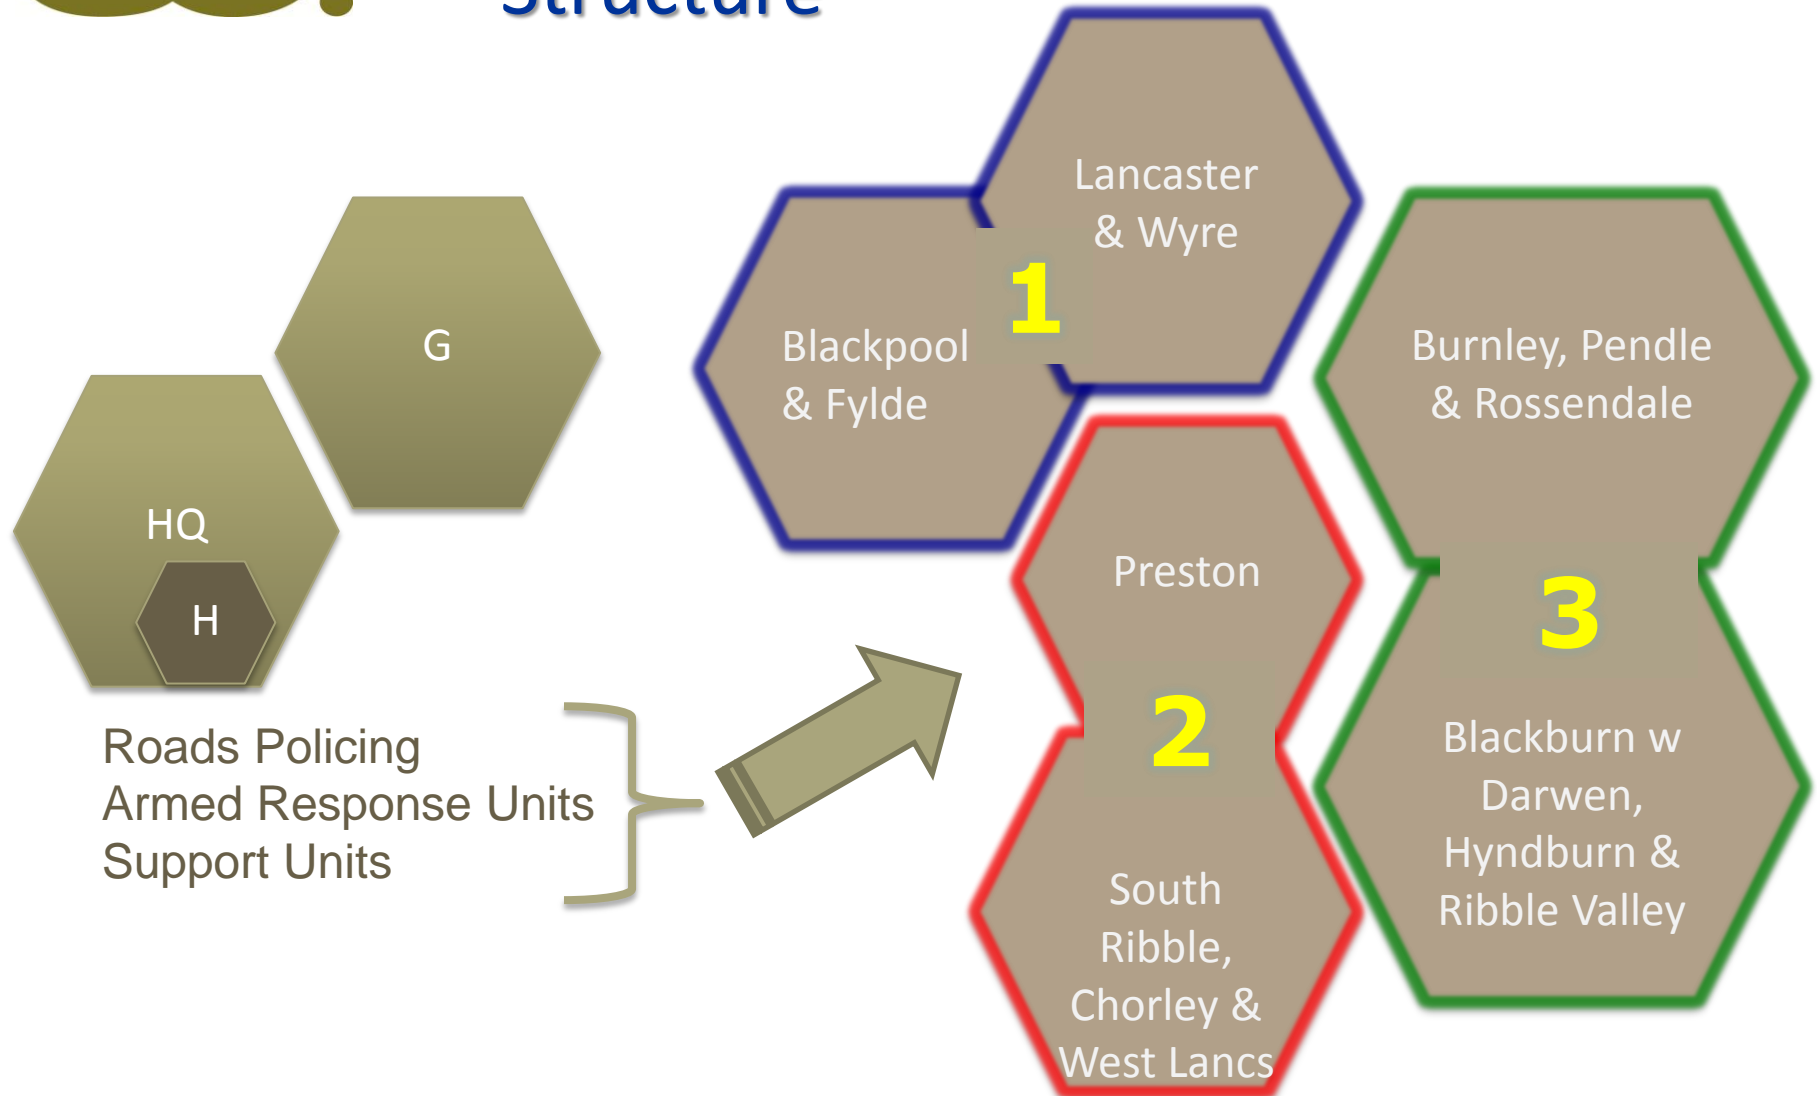 Structure
Lancaster
& Wyre
1
Blackpool
& Fylde
G
Burnley, Pendle
& Rossendale
HQ
H
Preston
3
2
Roads Policing
Armed Response Units
Support Units
Blackburn w
Darwen,
Hyndburn &
Ribble Valley
South
Ribble,
Chorley &
West Lancs